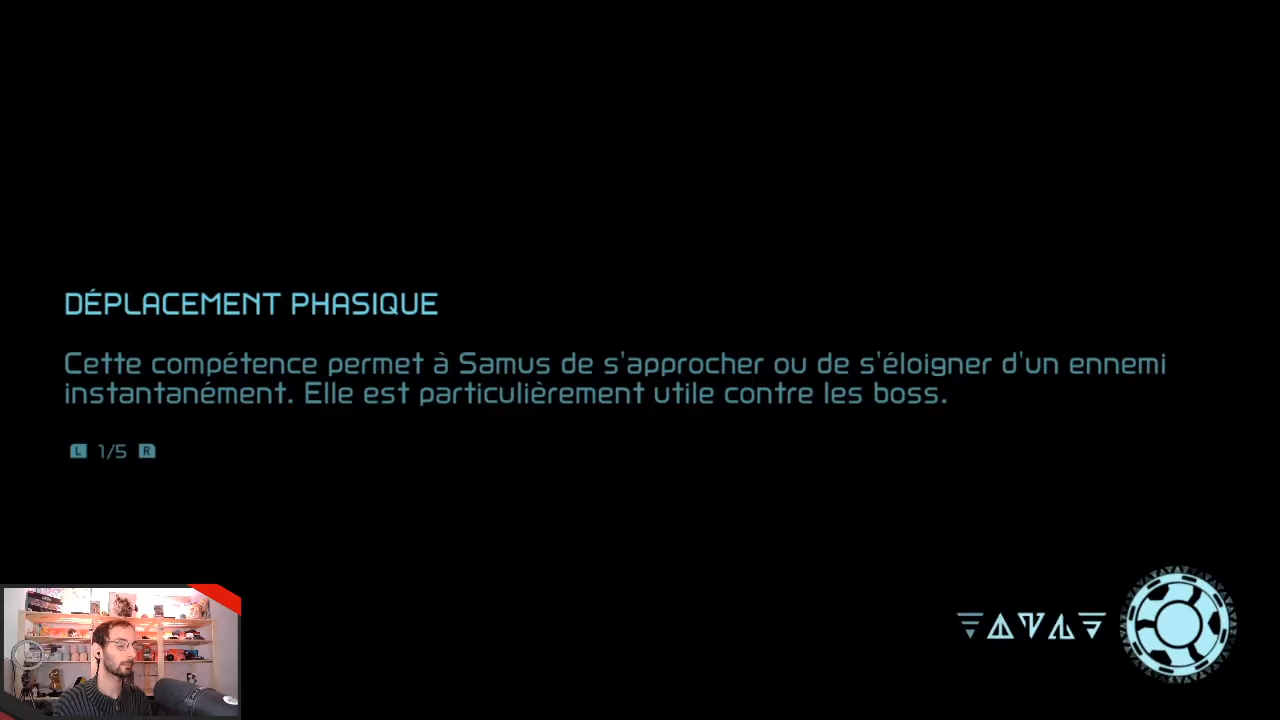 DÉPLACEMENT PHASIQUE
Cette compétence permet à Samus de s'approcher ou de s'éloigner d'un ennemi
instantanément. Elle est particulièrement utile contre les boss.
L 1/5 R